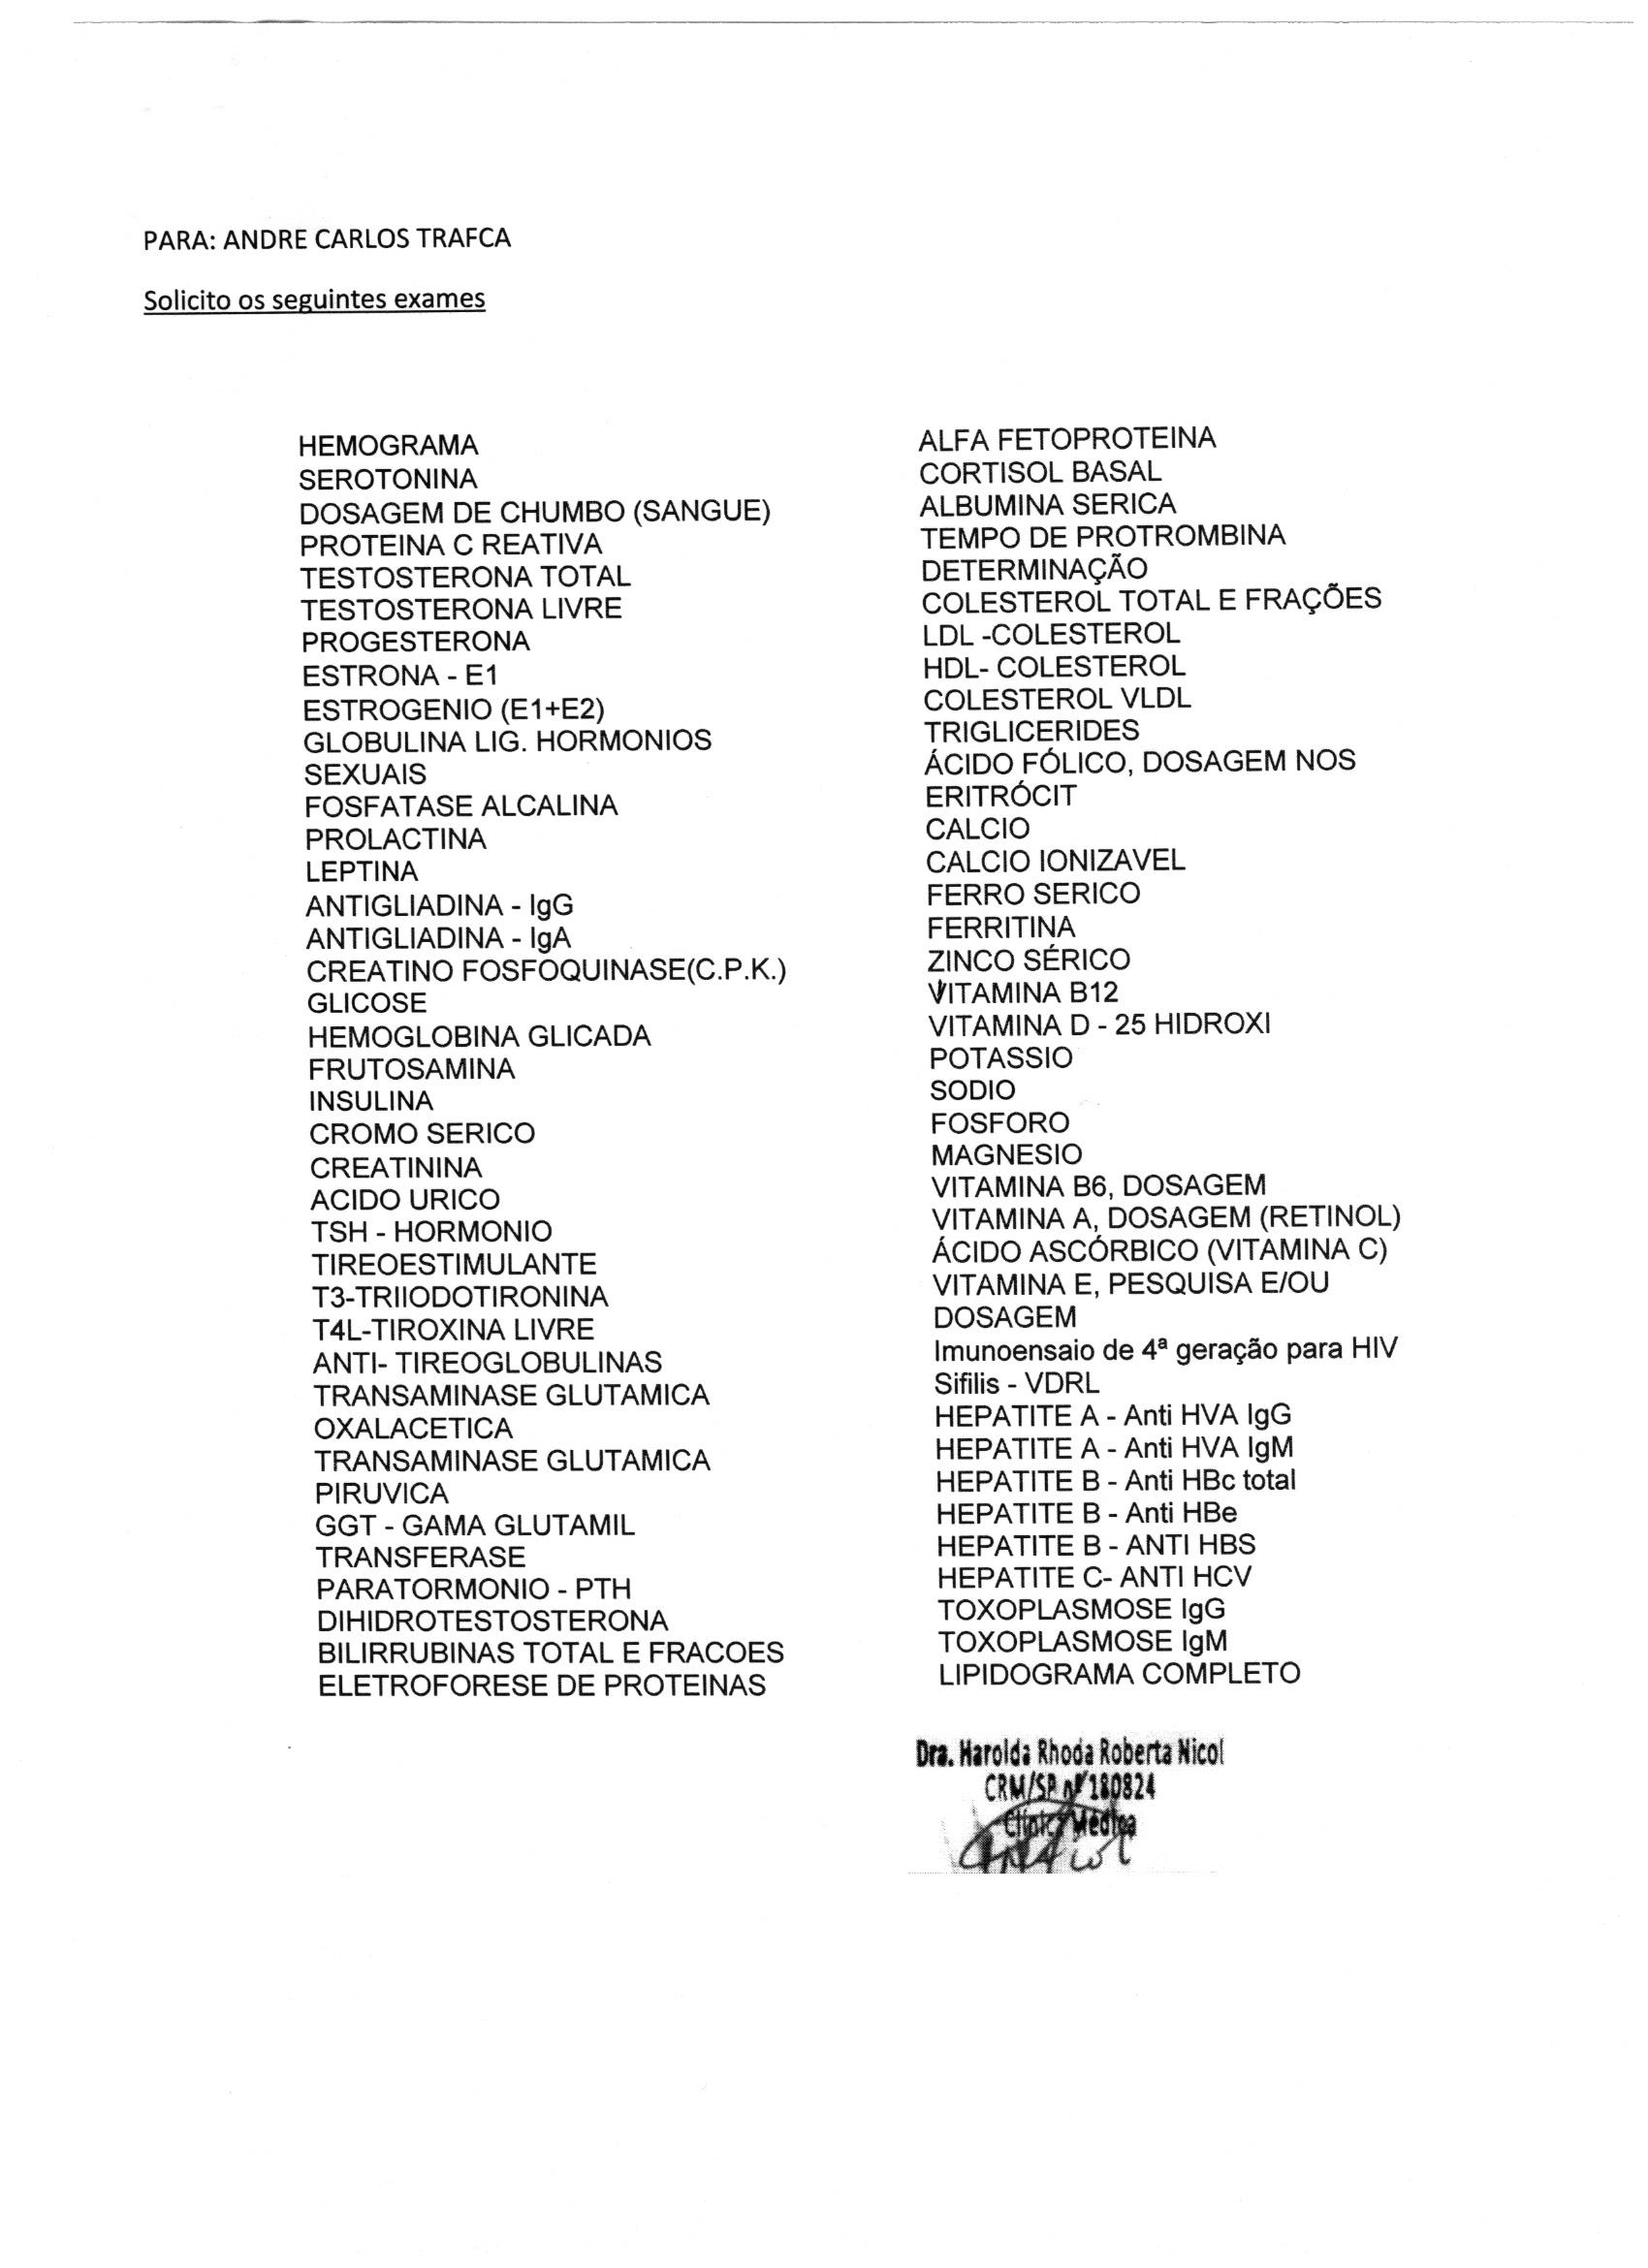 PARA: ANDRE CARLOS TRAFCA
Solicito os seguintes exames
HEMOGRAMA
SEROTONINA
DOSAGEM DE CHUMBO (SANGUE)
PROTEINA C REATIVA
TESTOSTERONA TOTAL
TESTOSTERONA LIVRE
PROGESTERONA
ESTRONA - E1
ESTROGENIO (E1+E2)
GLOBULINA LIG. HORMONIOS
SEXUAIS
FOSFATASE ALCALINA
PROLACTINA
LEPTINA
ANTIGLIADINA - IgG
ANTIGLIADINA - IgA
CREATINO FOSFOQUINASE(C.P.K.)
GLICOSE
HEMOGLOBINA GLICADA
FRUTOSAMINA
INSULINA
CROMO SERICO
CREATININA
ACIDO URICO
TSH - HORMONIO
TIREOESTIMULANTE
T3-TRIIODOTIRONINA
T4L-TIROXINA LIVRE
ANTI- TIREOGLOBULINAS
TRANSAMINASE GLUTAMICA
OXALACETICA
TRANSAMINASE GLUTAMICA
PIRUVICA
GGT - GAMA GLUTAMIL
TRANSFERASE
PARATORMONIO - PTH
DIHIDROTESTOSTERONA
BILIRRUBINAS TOTAL E FRACOES
ELETROFORESE DE PROTEINAS
ALFA FETOPROTEINA
CORTISOL BASAL
ALBUMINA SERICA
TEMPO DE PROTROMBINA
DETERMINAÇÃO
COLESTEROL TOTAL E FRAÇÕES
LDL -COLESTEROL
HDL- COLESTEROL
COLESTEROL VLDL
TRIGLICERIDES
ÁCIDO FÓLICO, DOSAGEM NOS
ERITRÓCIT
CALCIO
CALCIO IONIZAVEL
FERRO SERICO
FERRITINA
ZINCO SÉRICO
VITAMINA B12
VITAMINA D - 25 HIDROXI
POTASSIO
SODIO
FOSFORO
MAGNESIO
VITAMINA B6, DOSAGEM
VITAMINA A, DOSAGEM (RETINOL)
ÁCIDO ASCÓRBICO (VITAMINA C)
VITAMINA E, PESQUISA E/OU
DOSAGEM
Imunoensaio de 4ª geração para HIV
Sifilis - VDRL
HEPATITE A - Anti HVA IgG
HEPATITE A - Anti HVA IgM
HEPATITE B - Anti HBc total
HEPATITE B - Anti HBe
HEPATITE B - ANTI HBS
HEPATITE C- ANTI HCV
TOXOPLASMOSE IgG
TOXOPLASMOSE IgM
LIPIDOGRAMA COMPLETO
Dra. Harolda Rhoda Roberta Nicol
CRM/SP nº 180824
Clínica Médica